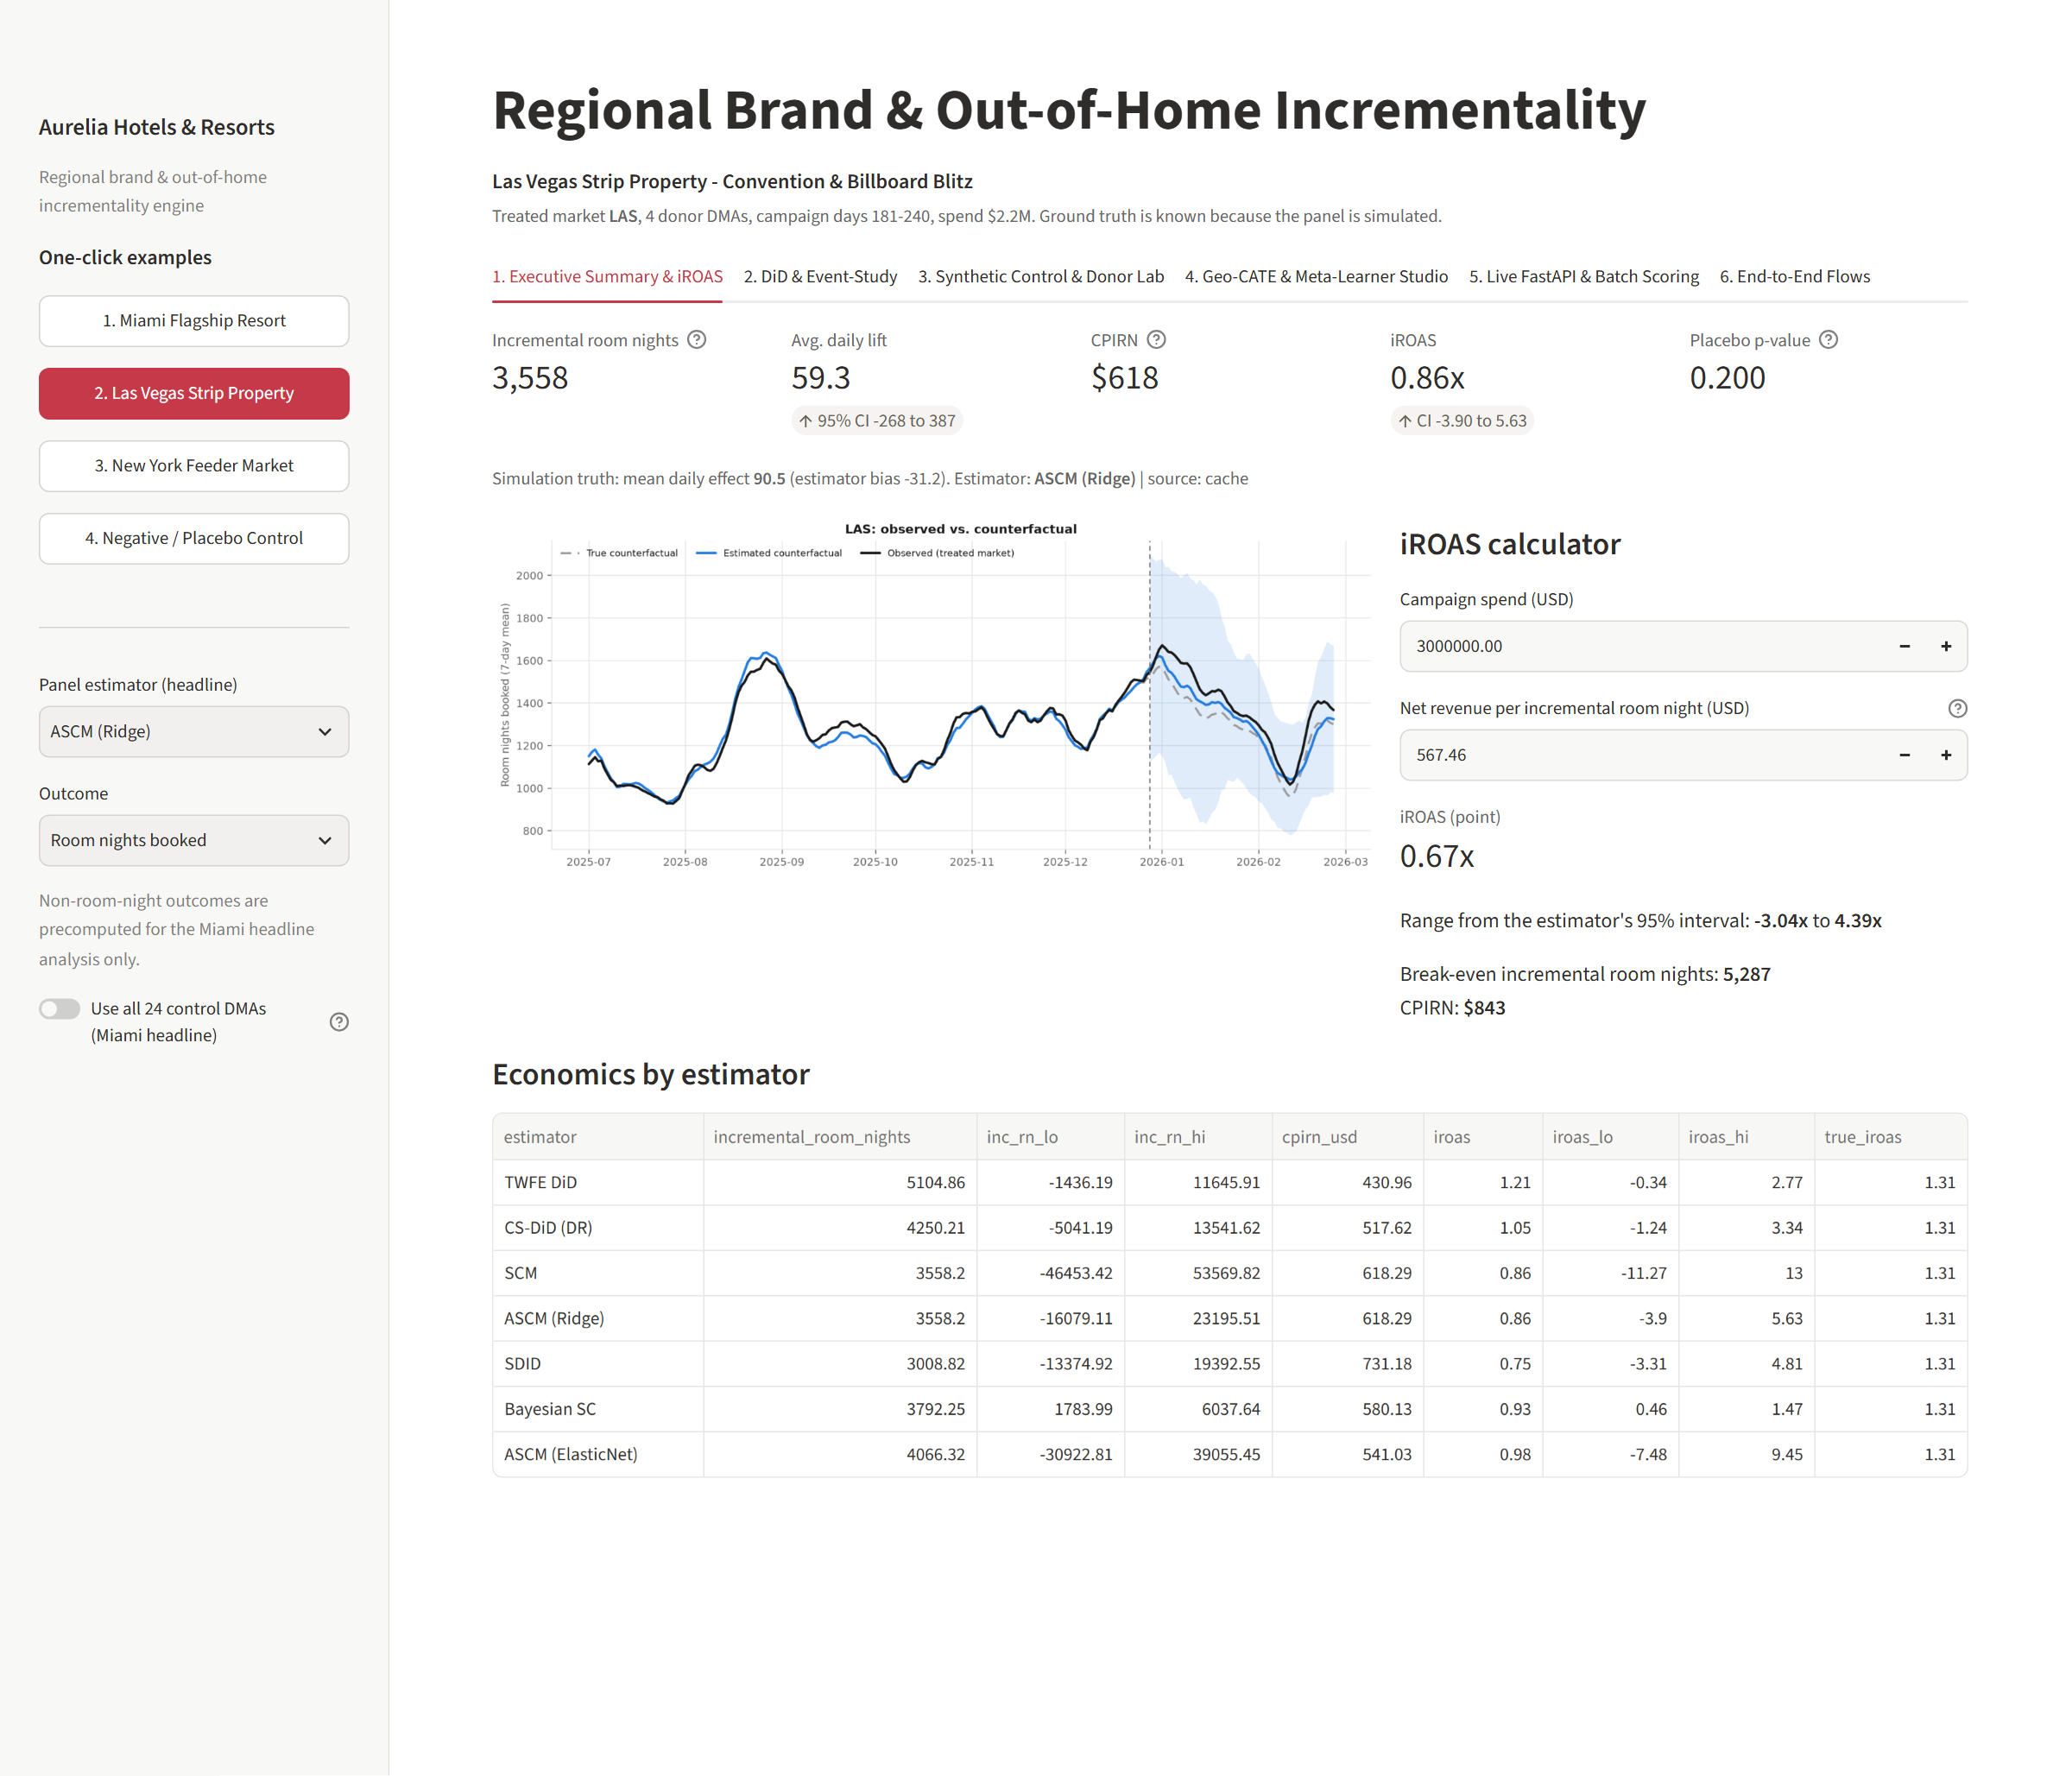 Aurelia Hotels & Resorts
Regional brand & out-of-home
incrementality engine
One-click examples
1. Miami Flagship Resort
2. Las Vegas Strip Property
3. New York Feeder Market
4. Negative / Placebo Control
Panel estimator (headline)
ASCM (Ridge)
Outcome
Room nights booked
Non-room-night outcomes are
precomputed for the Miami headline
analysis only.
Use all 24 control DMAs
(Miami headline)
Regional Brand & Out-of-Home Incrementality
Las Vegas Strip Property - Convention & Billboard Blitz
Treated market LAS, 4 donor DMAs, campaign days 181-240, spend $2.2M. Ground truth is known because the panel is simulated.
1. Executive Summary & iROAS 2. DiD & Event-Study 3. Synthetic Control & Donor Lab 4. Geo-CATE & Meta-Learner Studio 5. Live FastAPI & Batch Scoring 6. End-to-End Flows
Incremental room nights Avg. daily lift CPIRN iROAS Placebo p-value
3,558 59.3 $618 0.86x 0.200
↑ 95% CI -268 to 387 ↑ CI -3.90 to 5.63
Simulation truth: mean daily effect 90.5 (estimator bias -31.2). Estimator: ASCM (Ridge) | source: cache
LAS: observed vs. counterfactual
True counterfactual Estimated counterfactual Observed (treated market)
Room nights booked (7-day mean)
2000
1800
1600
1400
1200
1000
800
2025-07 2025-08 2025-09 2025-10 2025-11 2025-12 2026-01 2026-02 2026-03
iROAS calculator
Campaign spend (USD)
3000000.00
Net revenue per incremental room night (USD)
567.46
iROAS (point)
0.67x
Range from the estimator's 95% interval: -3.04x to 4.39x
Break-even incremental room nights: 5,287
CPIRN: $843
Economics by estimator
estimator incremental_room_nights inc_rn_lo inc_rn_hi cpirn_usd iroas iroas_lo iroas_hi true_iroas
TWFE DiD 5104.86 -1436.19 11645.91 430.96 1.21 -0.34 2.77 1.31
CS-DiD (DR) 4250.21 -5041.19 13541.62 517.62 1.05 -1.24 3.34 1.31
SCM 3558.2 -46453.42 53569.82 618.29 0.86 -11.27 13 1.31
ASCM (Ridge) 3558.2 -16079.11 23195.51 618.29 0.86 -3.9 5.63 1.31
SDID 3008.82 -13374.92 19392.55 731.18 0.75 -3.31 4.81 1.31
Bayesian SC 3792.25 1783.99 6037.64 580.13 0.93 0.46 1.47 1.31
ASCM (ElasticNet) 4066.32 -30922.81 39055.45 541.03 0.98 -7.48 9.45 1.31